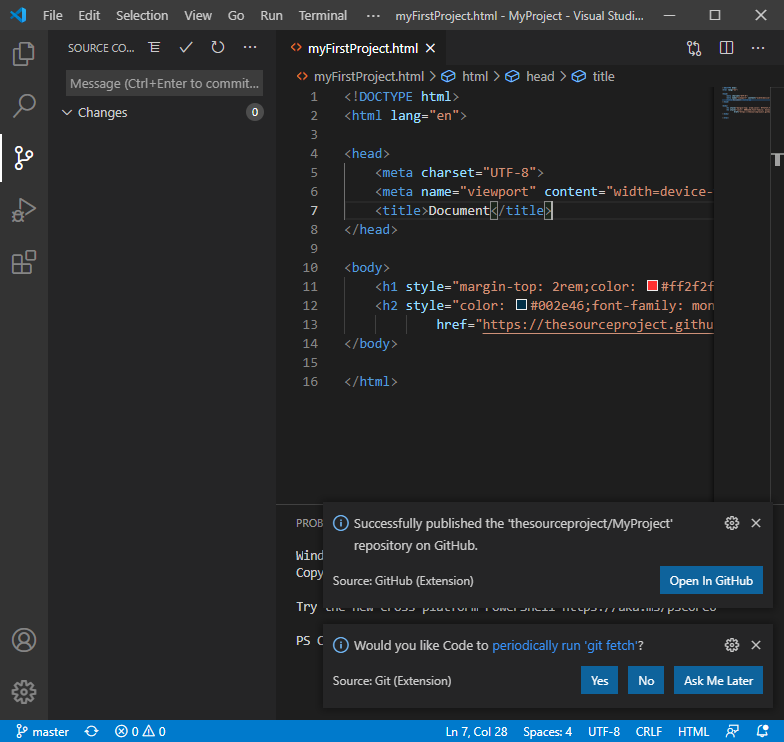 File Edit Selection View Go Run Terminal ··· myFirstProject.html - MyProject - Visual Studi...
SOURCE CO...
Message (Ctrl+Enter to commit...
Changes 0
myFirstProject.html
myFirstProject.html > html > head > title
1 <!DOCTYPE html>
2 <html lang="en">
3
4 <head>
5 <meta charset="UTF-8">
6 <meta name="viewport" content="width=device-
7 <title>Document</title>
8 </head>
9
10 <body>
11 <h1 style="margin-top: 2rem;color: #ff2f2f
12 <h2 style="color: #002e46;font-family: mon
13 href="https://thesourceproject.githu
14 </body>
15
16 </html>
PROB
Wind
Copy
Try the new cross-platform PowerShell https://aka.ms/pscore6
PS C
Successfully published the 'thesourceproject/MyProject'
repository on GitHub.
Source: GitHub (Extension) Open In GitHub
Would you like Code to periodically run 'git fetch'?
Source: Git (Extension) Yes No Ask Me Later
master 0 0 Ln 7, Col 28 Spaces: 4 UTF-8 CRLF HTML